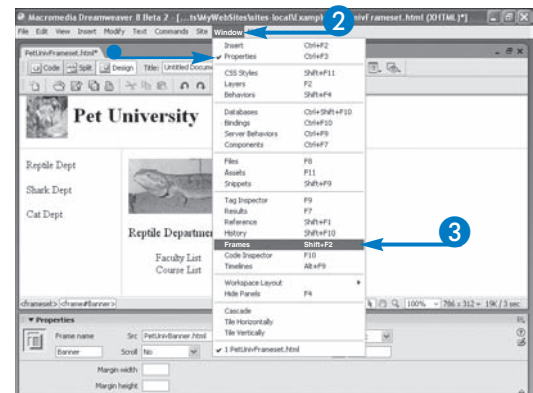 Macromedia Dreamweaver 8 Beta 2 - [...ts\MyWebSites\sites-local\Examp
ivFrameset.html (XHTML)*]
File Edit View Insert Modify Text Commands Site Window
2
PetUnivFrameset.html*
Code Split Design Title: Untitled Docume
Insert Ctrl+F2
✓ Properties Ctrl+F3
CSS Styles Shift+F11
Layers F2
Behaviors Shift+F4
Databases Ctrl+Shift+F10
Bindings Ctrl+F10
Server Behaviors Ctrl+F9
Components Ctrl+F7
Files F8
Assets F11
Snippets Shift+F9
Tag Inspector F9
Results F7
Reference Shift+F1
History Shift+F10
Frames Shift+F2
3
Code Inspector F10
Timelines Alt+F9
Workspace Layout
Hide Panels F4
Cascade
Tile Horizontally
Tile Vertically
✓ 1 PetUnivFrameset.html
Pet University
Reptile Dept
Shark Dept
Cat Dept
Reptile Departme
Faculty List
Course List
<frameset> <frame#Banner>
100% 786 x 312 19K / 3 sec
Properties
Frame name Src PetUnivBanner.html
Banner Scroll No
Margin width
Margin height